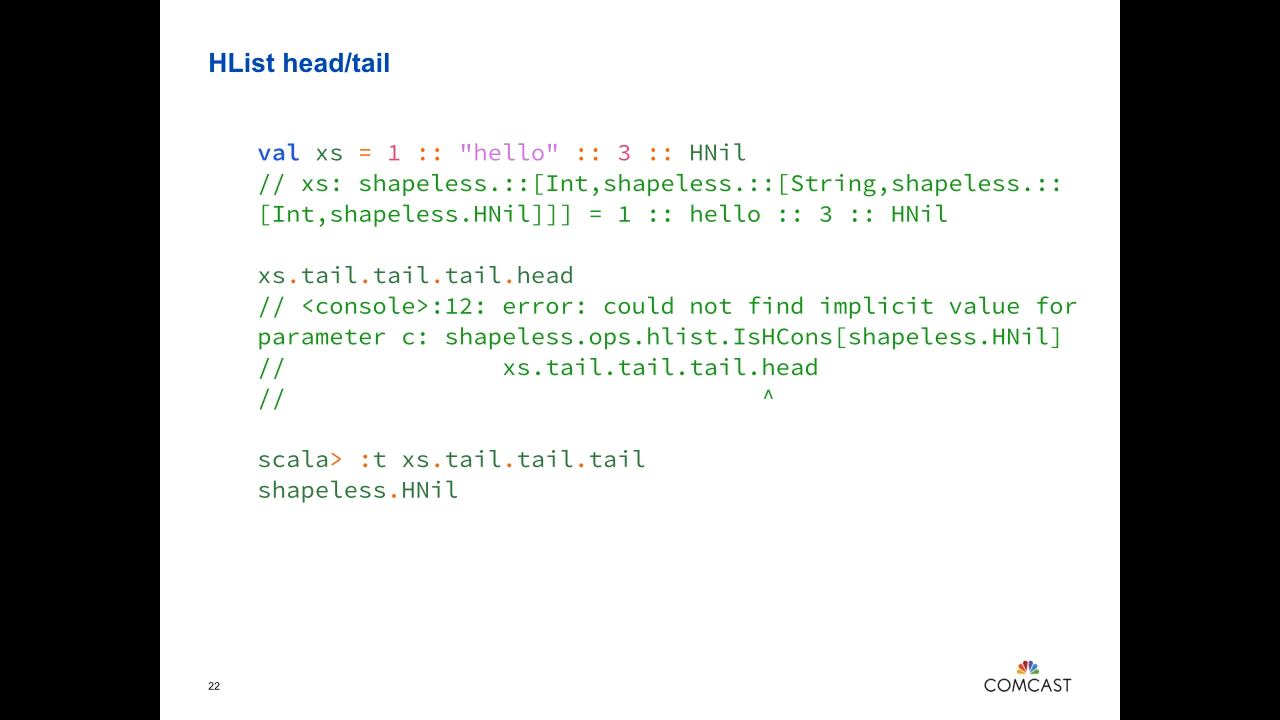 HList head/tail
val xs = 1 :: "hello" :: 3 :: HNil
// xs: shapeless.::[Int,shapeless.::[String,shapeless.::
[Int,shapeless.HNil]]] = 1 :: hello :: 3 :: HNil
xs.tail.tail.tail.head
// <console>:12: error: could not find implicit value for
parameter c: shapeless.ops.hlist.IsHCons[shapeless.HNil]
//               xs.tail.tail.tail.head
//                                 ^
scala> :t xs.tail.tail.tail
shapeless.HNil
22
COMCAST